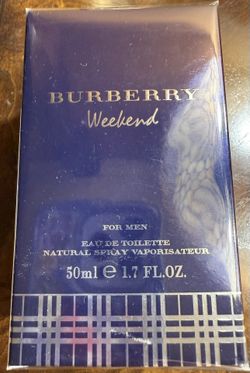 BURBERRY
Weekend
FOR MEN
EAU DE TOILETTE
NATURAL SPRAY VAPORISATEUR
50ml ℮ 1.7 FL.OZ.